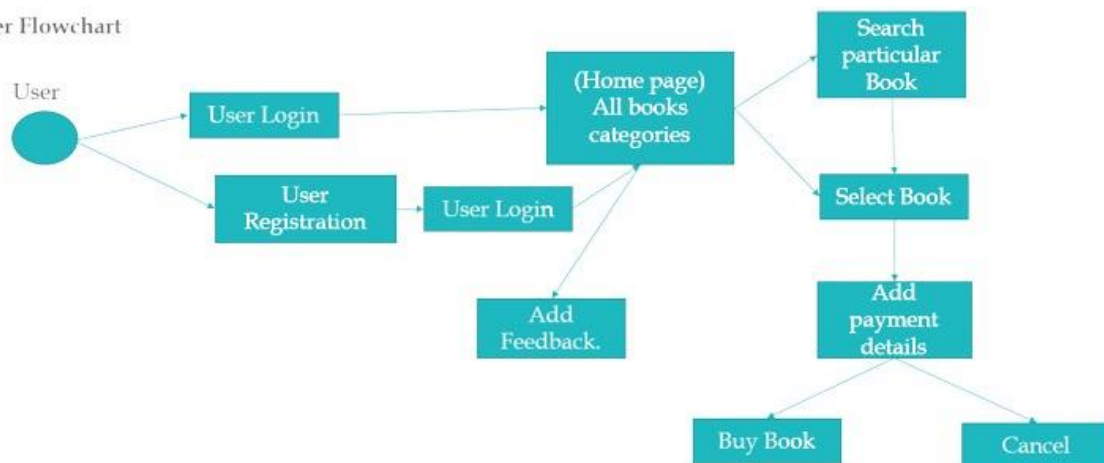 er Flowchart
User
User Login
User
Registration
User Login
(Home page)
All books
categories
Add
Feedback.
Search
particular
Book
Select Book
Add
payment
details
Buy Book
Cancel